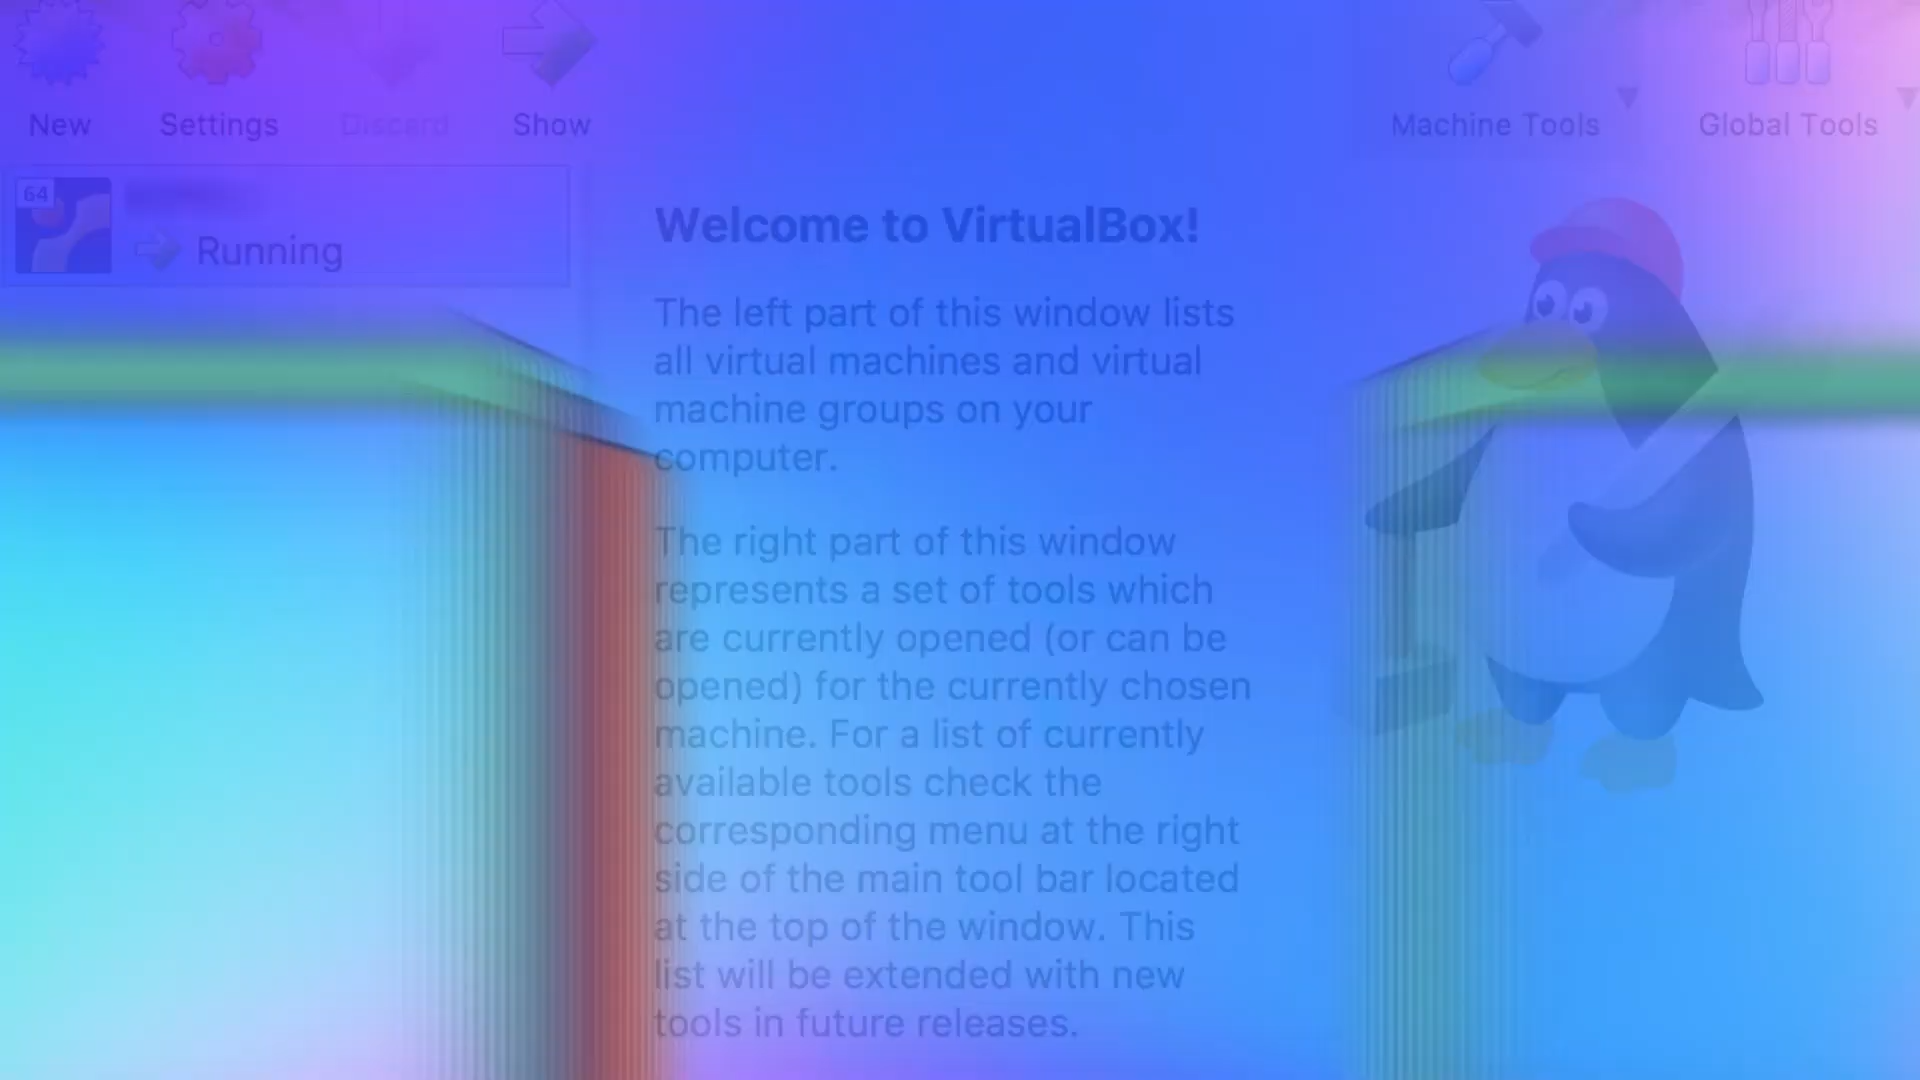 New Settings Discard Show Machine Tools Global Tools
64
Running
Welcome to VirtualBox!
The left part of this window lists
all virtual machines and virtual
machine groups on your
computer.
The right part of this window
represents a set of tools which
are currently opened (or can be
opened) for the currently chosen
machine. For a list of currently
available tools check the
corresponding menu at the right
side of the main tool bar located
at the top of the window. This
list will be extended with new
tools in future releases.